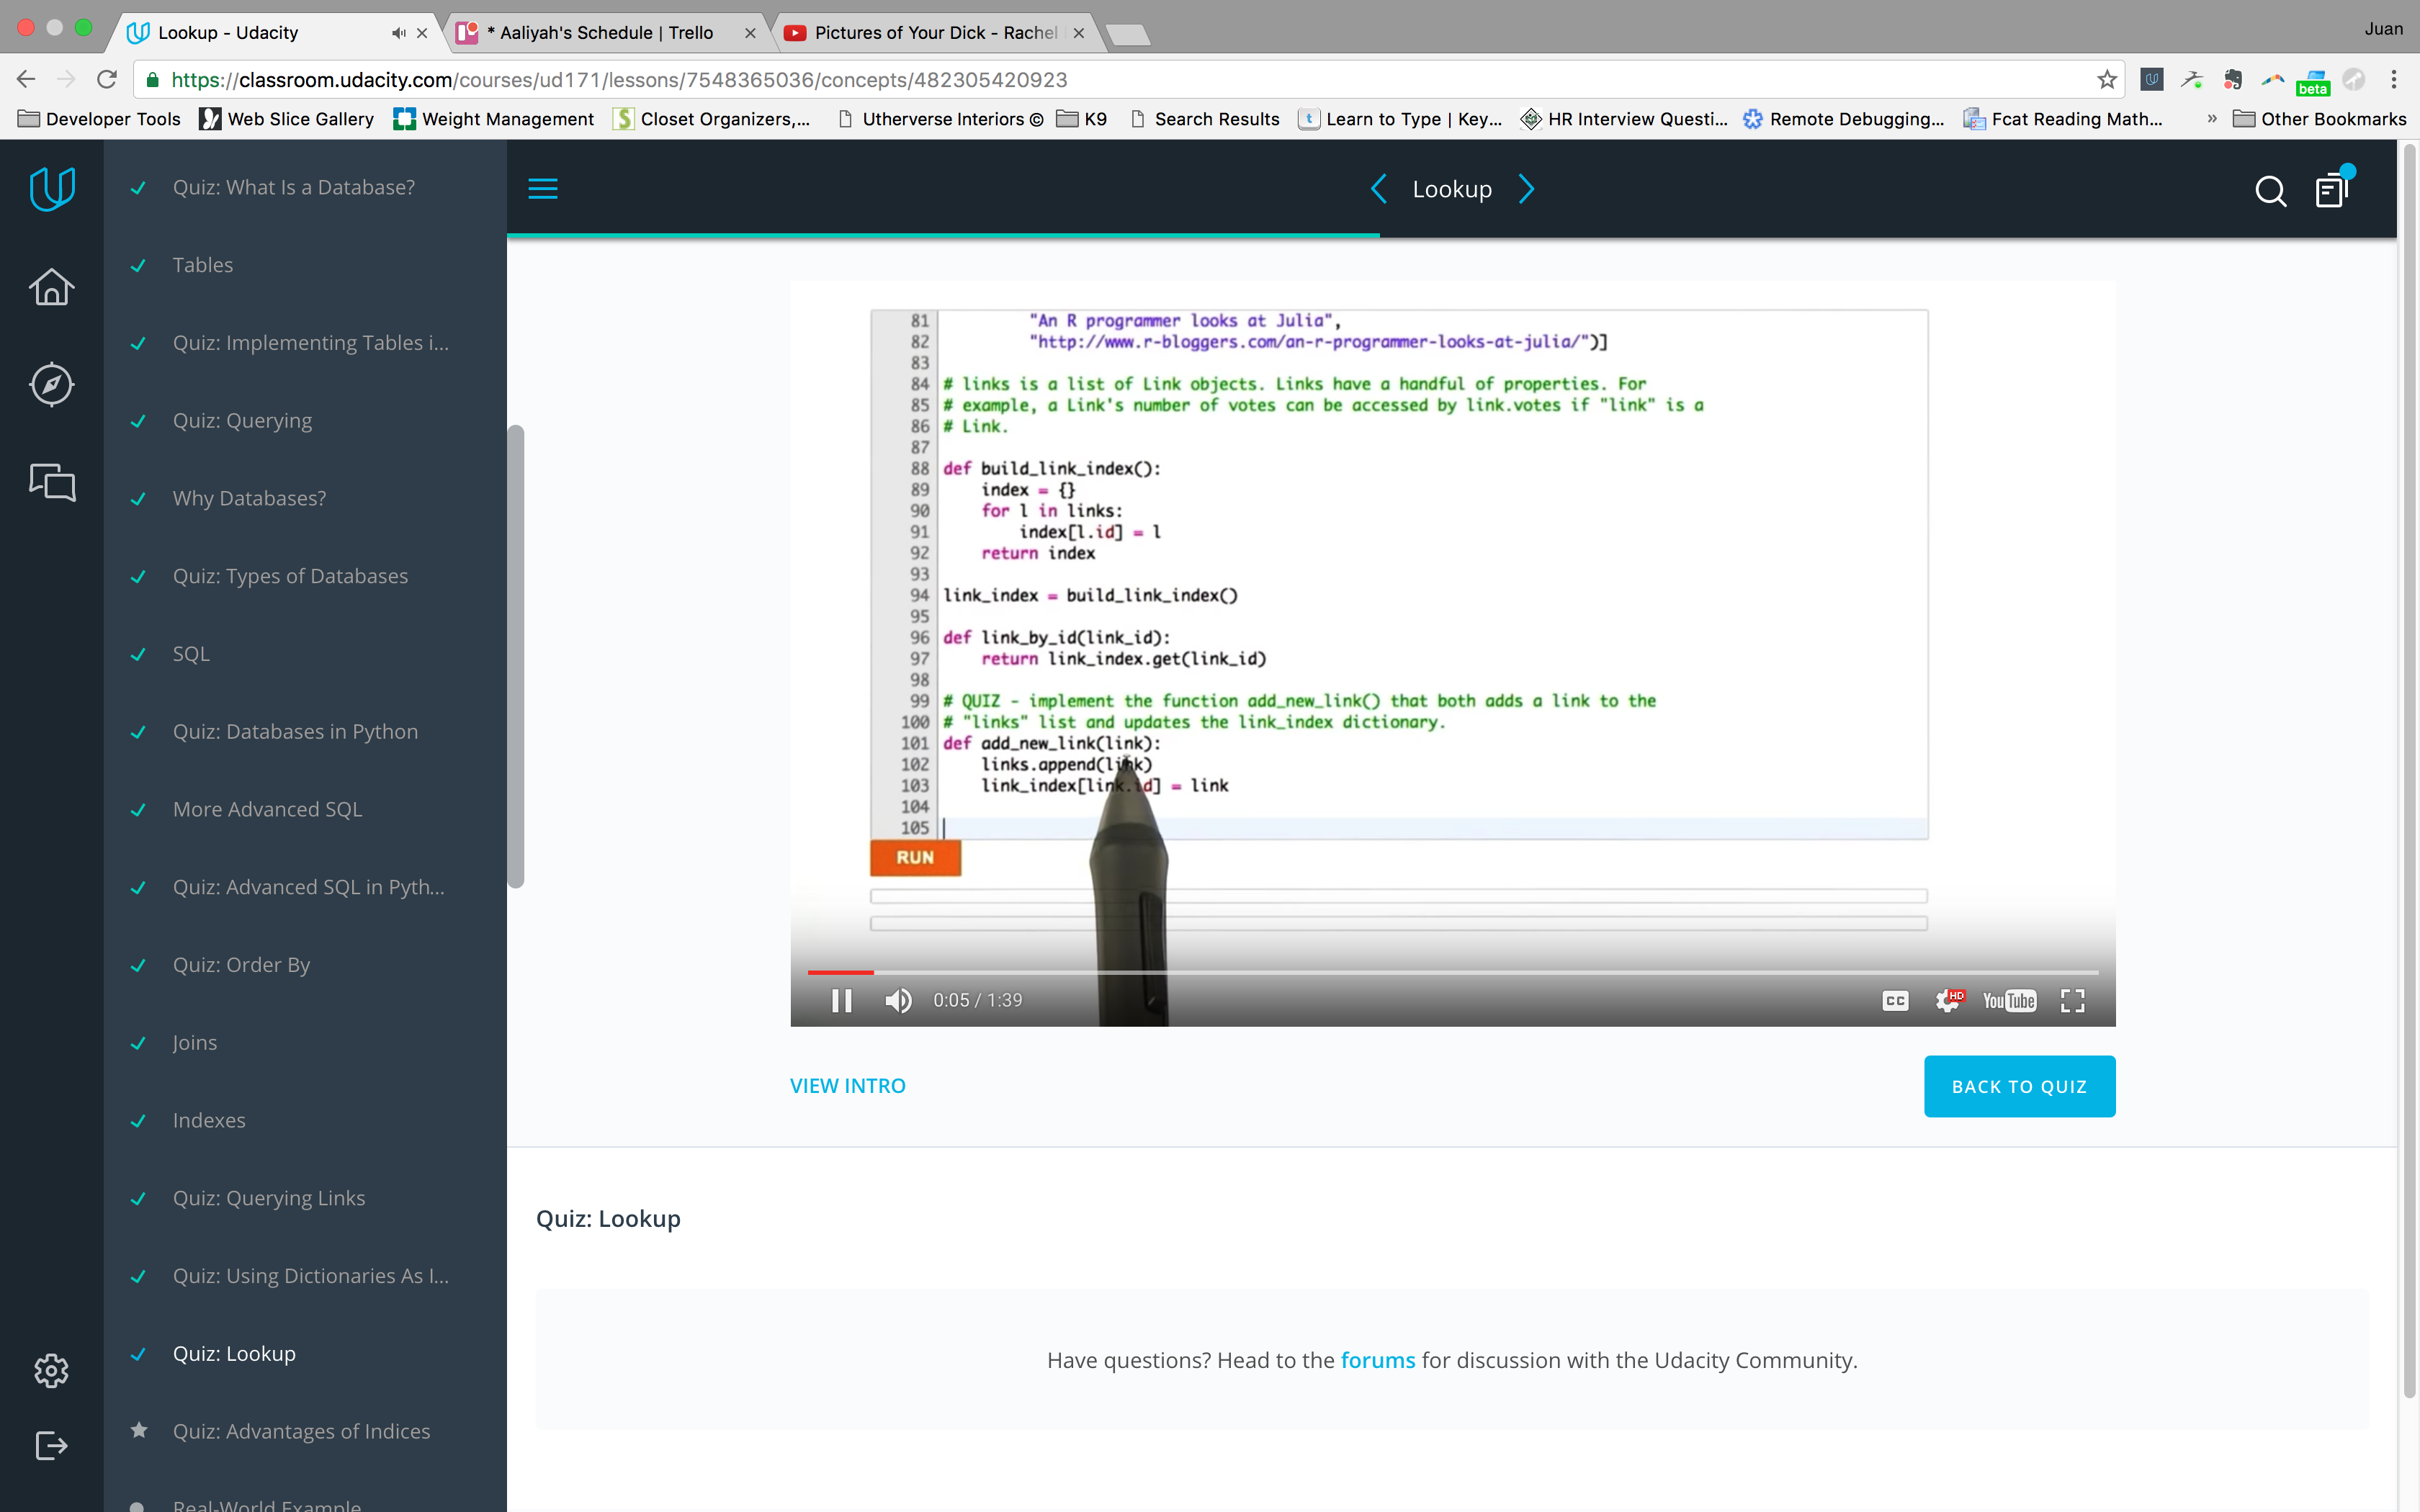 Lookup - Udacity
* Aaliyah's Schedule | Trello
Pictures of Your Dick - Rachel
Juan
https://classroom.udacity.com/courses/ud171/lessons/7548365036/concepts/482305420923
beta
Developer Tools
Web Slice Gallery
Weight Management
Closet Organizers,...
Utherverse Interiors ©
K9
Search Results
Learn to Type | Key...
HR Interview Questi...
Remote Debugging...
Fcat Reading Math...
» Other Bookmarks
Quiz: What Is a Database?
Tables
Quiz: Implementing Tables i...
Quiz: Querying
Why Databases?
Quiz: Types of Databases
SQL
Quiz: Databases in Python
More Advanced SQL
Quiz: Advanced SQL in Pyth...
Quiz: Order By
Joins
Indexes
Quiz: Querying Links
Quiz: Using Dictionaries As I...
Quiz: Lookup
Quiz: Advantages of Indices
Real-World Example
Lookup
81 "An R programmer looks at Julia",
82 "http://www.r-bloggers.com/an-r-programmer-looks-at-julia/")]
83
84 # links is a list of Link objects. Links have a handful of properties. For
85 # example, a Link's number of votes can be accessed by link.votes if "link" is a
86 # Link.
87
88 def build_link_index():
89 index = {}
90 for l in links:
91 index[l.id] = l
92 return index
93
94 link_index = build_link_index()
95
96 def link_by_id(link_id):
97 return link_index.get(link_id)
98
99 # QUIZ - implement the function add_new_link() that both adds a link to the
100 # "links" list and updates the link_index dictionary.
101 def add_new_link(link):
102 links.append(link)
103 link_index[link.id] = link
104
105
RUN
0:05 / 1:39
CC
HD
YouTube
VIEW INTRO
BACK TO QUIZ
Quiz: Lookup
Have questions? Head to the forums for discussion with the Udacity Community.